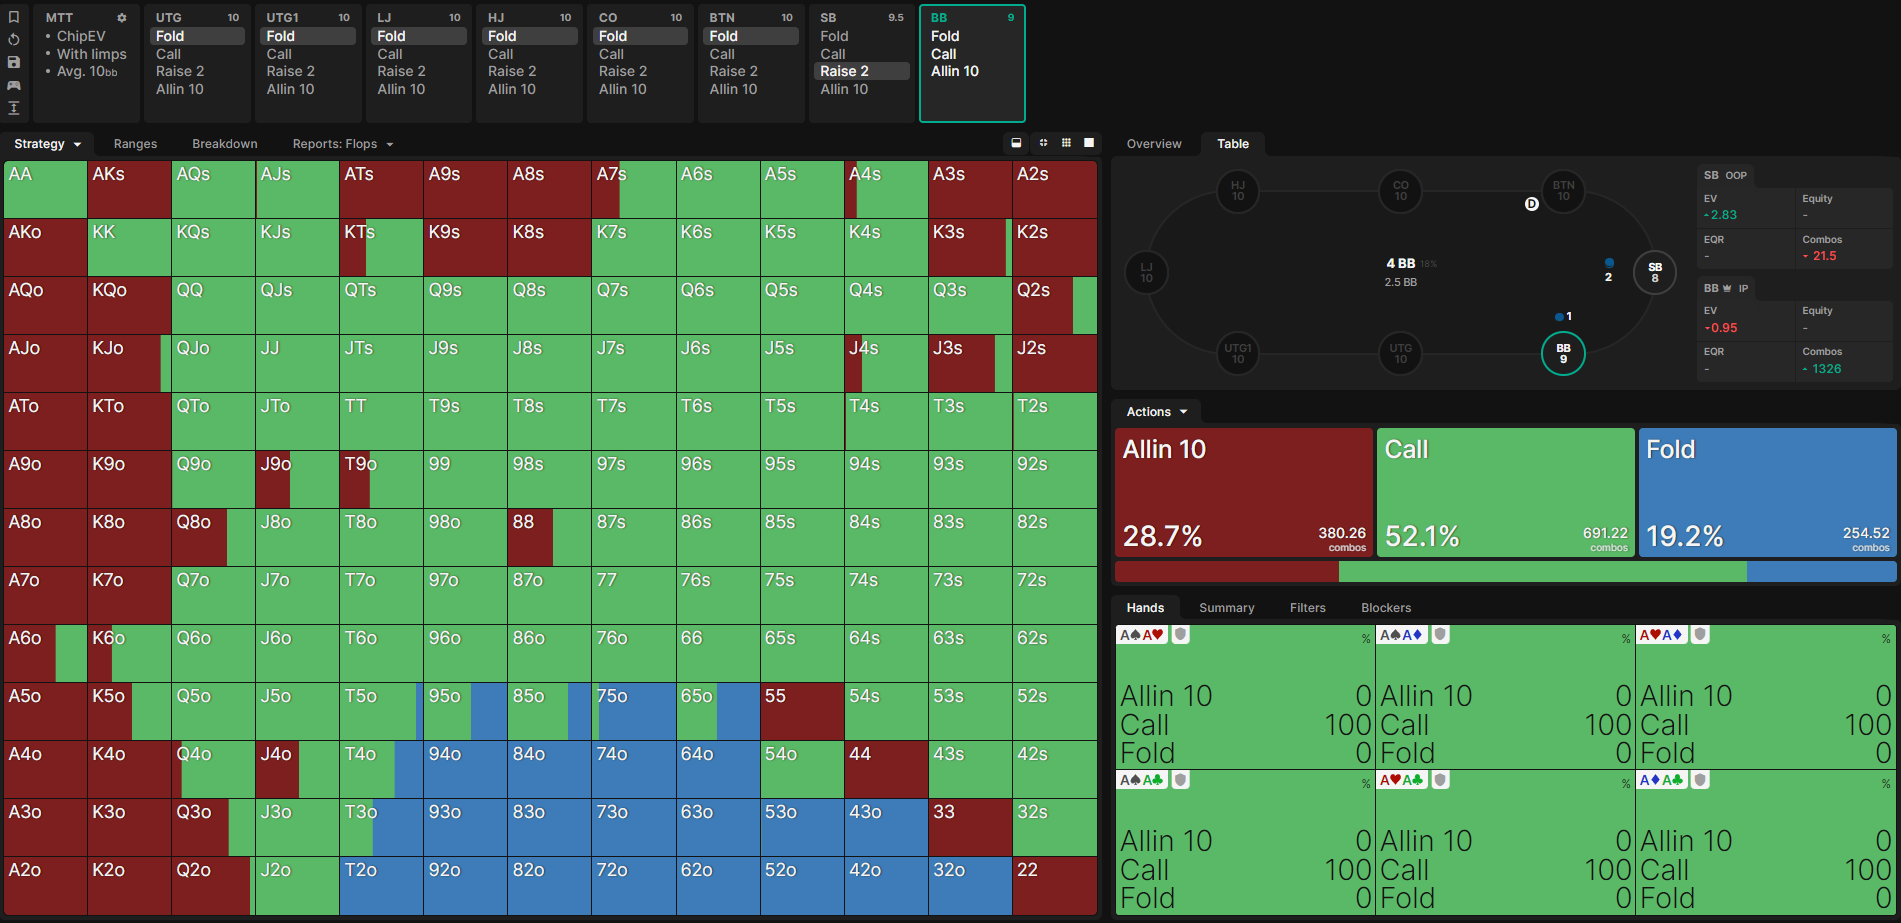 MTT
ChipEV
With limps
Avg. 10bb
UTG 10
Fold
Call
Raise 2
Allin 10
UTG1 10
Fold
Call
Raise 2
Allin 10
LJ 10
Fold
Call
Raise 2
Allin 10
HJ 10
Fold
Call
Raise 2
Allin 10
CO 10
Fold
Call
Raise 2
Allin 10
BTN 10
Fold
Call
Raise 2
Allin 10
SB 9.5
Fold
Call
Raise 2
Allin 10
BB 9
Fold
Call
Allin 10
Strategy Ranges Breakdown Reports: Flops
AA AKs AQs AJs ATs A9s A8s A7s A6s A5s A4s A3s A2s
AKo KK KQs KJs KTs K9s K8s K7s K6s K5s K4s K3s K2s
AQo KQo QQ QJs QTs Q9s Q8s Q7s Q6s Q5s Q4s Q3s Q2s
AJo KJo QJo JJ JTs J9s J8s J7s J6s J5s J4s J3s J2s
ATo KTo QTo JTo TT T9s T8s T7s T6s T5s T4s T3s T2s
A9o K9o Q9o J9o T9o 99 98s 97s 96s 95s 94s 93s 92s
A8o K8o Q8o J8o T8o 98o 88 87s 86s 85s 84s 83s 82s
A7o K7o Q7o J7o T7o 97o 87o 77 76s 75s 74s 73s 72s
A6o K6o Q6o J6o T6o 96o 86o 76o 66 65s 64s 63s 62s
A5o K5o Q5o J5o T5o 95o 85o 75o 65o 55 54s 53s 52s
A4o K4o Q4o J4o T4o 94o 84o 74o 64o 54o 44 43s 42s
A3o K3o Q3o J3o T3o 93o 83o 73o 63o 53o 43o 33 32s
A2o K2o Q2o J2o T2o 92o 82o 72o 62o 52o 42o 32o 22
Overview Table
HJ
10
CO
10
BTN
10
D
LJ
10
4 BB 18%
2.5 BB
2
SB
8
1
UTG1
10
UTG
10
BB
9
SB OOP
EV Equity
2.83 -
EQR Combos
- 21.5
BB IP
EV Equity
0.95 -
EQR Combos
- 1326
Actions
Allin 10
28.7% 380.26
combos
Call
52.1% 691.22
combos
Fold
19.2% 254.52
combos
Hands Summary Filters Blockers
A♠A♥ %
Allin 10 0
Call 100
Fold 0
A♠A♦ %
Allin 10 0
Call 100
Fold 0
A♥A♦ %
Allin 10 0
Call 100
Fold 0
A♠A♣ %
Allin 10 0
Call 100
Fold 0
A♥A♣ %
Allin 10 0
Call 100
Fold 0
A♦A♣ %
Allin 10 0
Call 100
Fold 0